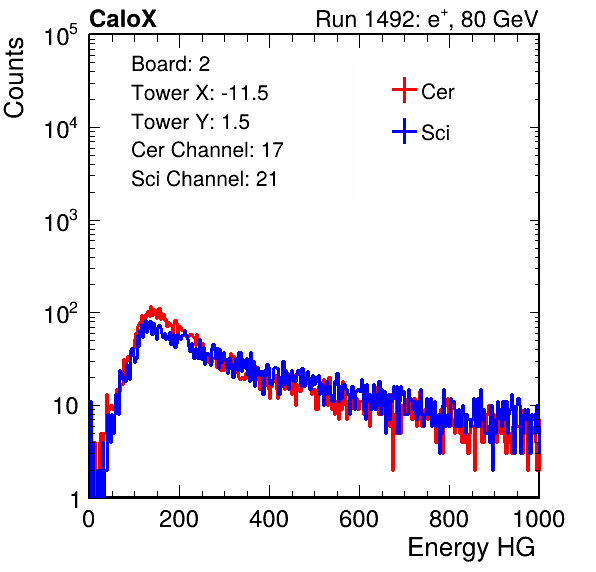 CaloX Run 1492: e⁺, 80 GeV
Counts
10⁵
10⁴
10³
10²
10
1
Board: 2
Tower X: -11.5
Tower Y: 1.5
Cer Channel: 17
Sci Channel: 21
Cer
Sci
0 200 400 600 800 1000
Energy HG